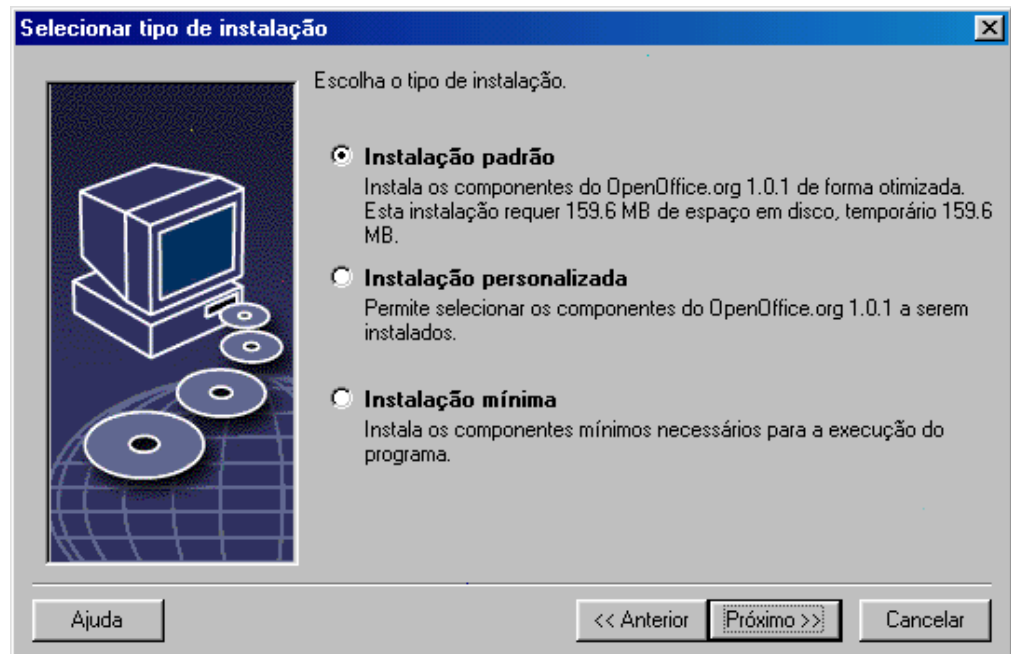 Selecionar tipo de instalação
Escolha o tipo de instalação.
Instalação padrão
Instala os componentes do OpenOffice.org 1.0.1 de forma otimizada.
Esta instalação requer 159.6 MB de espaço em disco, temporário 159.6
MB.
Instalação personalizada
Permite selecionar os componentes do OpenOffice.org 1.0.1 a serem
instalados.
Instalação mínima
Instala os componentes mínimos necessários para a execução do
programa.
Ajuda
<< Anterior
Próximo >>
Cancelar